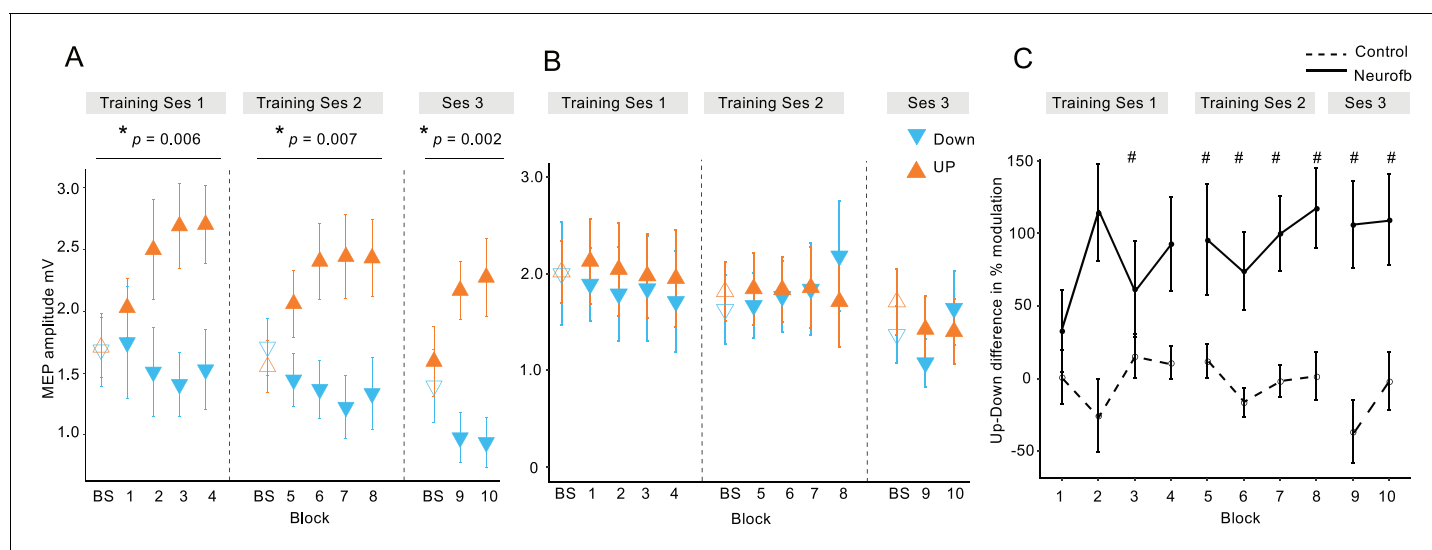 A
Training Ses 1
Training Ses 2
Ses 3
* p = 0.006
* p = 0.007
* p = 0.002
MEP amplitude mV
3.0
2.5
2.0
1.5
1.0
BS 1 2 3 4 BS 5 6 7 8 BS 9 10
Block
B
Training Ses 1
Training Ses 2
Ses 3
Down
UP
3.0
2.0
1.0
0
BS 1 2 3 4 BS 5 6 7 8 BS 9 10
Block
C
Control
Neurofb
Training Ses 1
Training Ses 2
Ses 3
# # # # # # #
Up-Down difference in % modulation
150
100
50
0
-50
1 2 3 4 5 6 7 8 9 10
Block